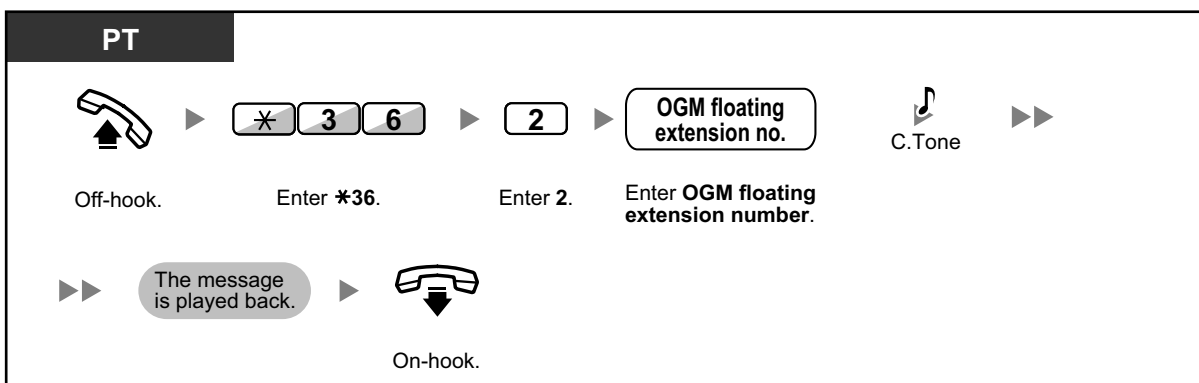 PT
✳ 3 6
2
OGM floating
extension no.
C.Tone
Off-hook.
Enter ✳36.
Enter 2.
Enter OGM floating
extension number.
The message
is played back.
On-hook.